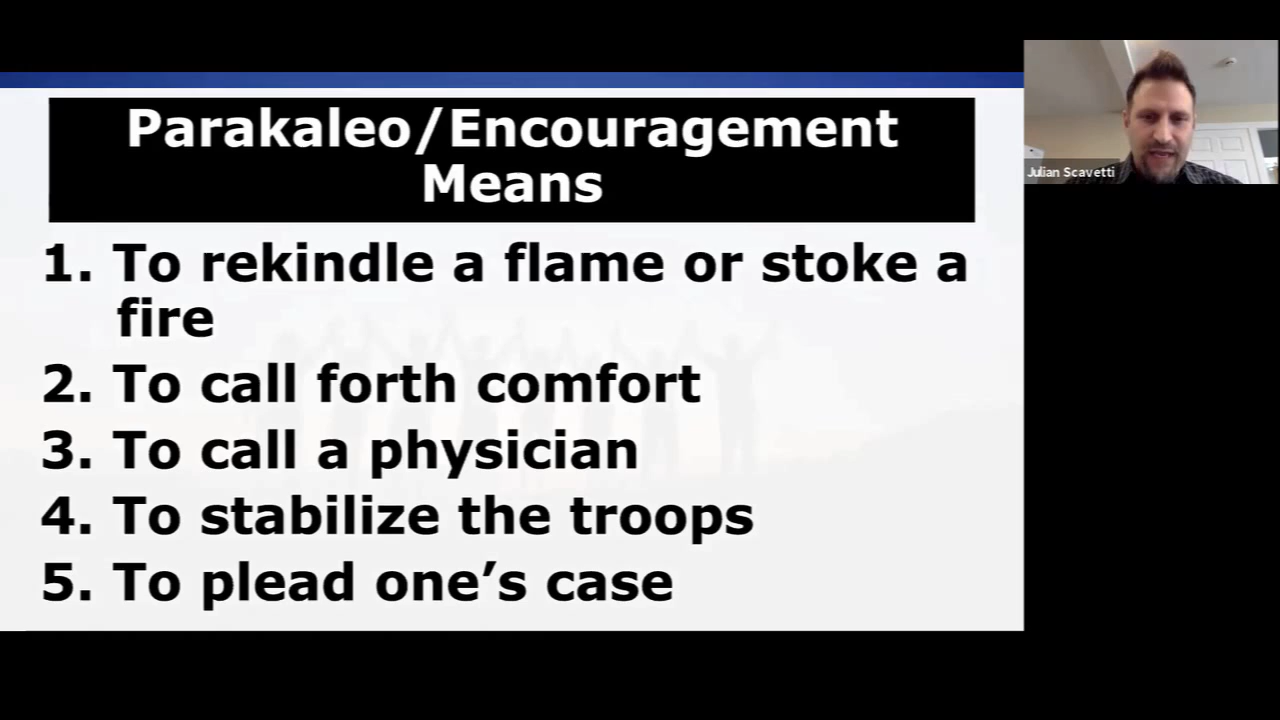 Parakaleo/Encouragement
Means
1. To rekindle a flame or stoke a
fire
2. To call forth comfort
3. To call a physician
4. To stabilize the troops
5. To plead one’s case
Julian Scavetti